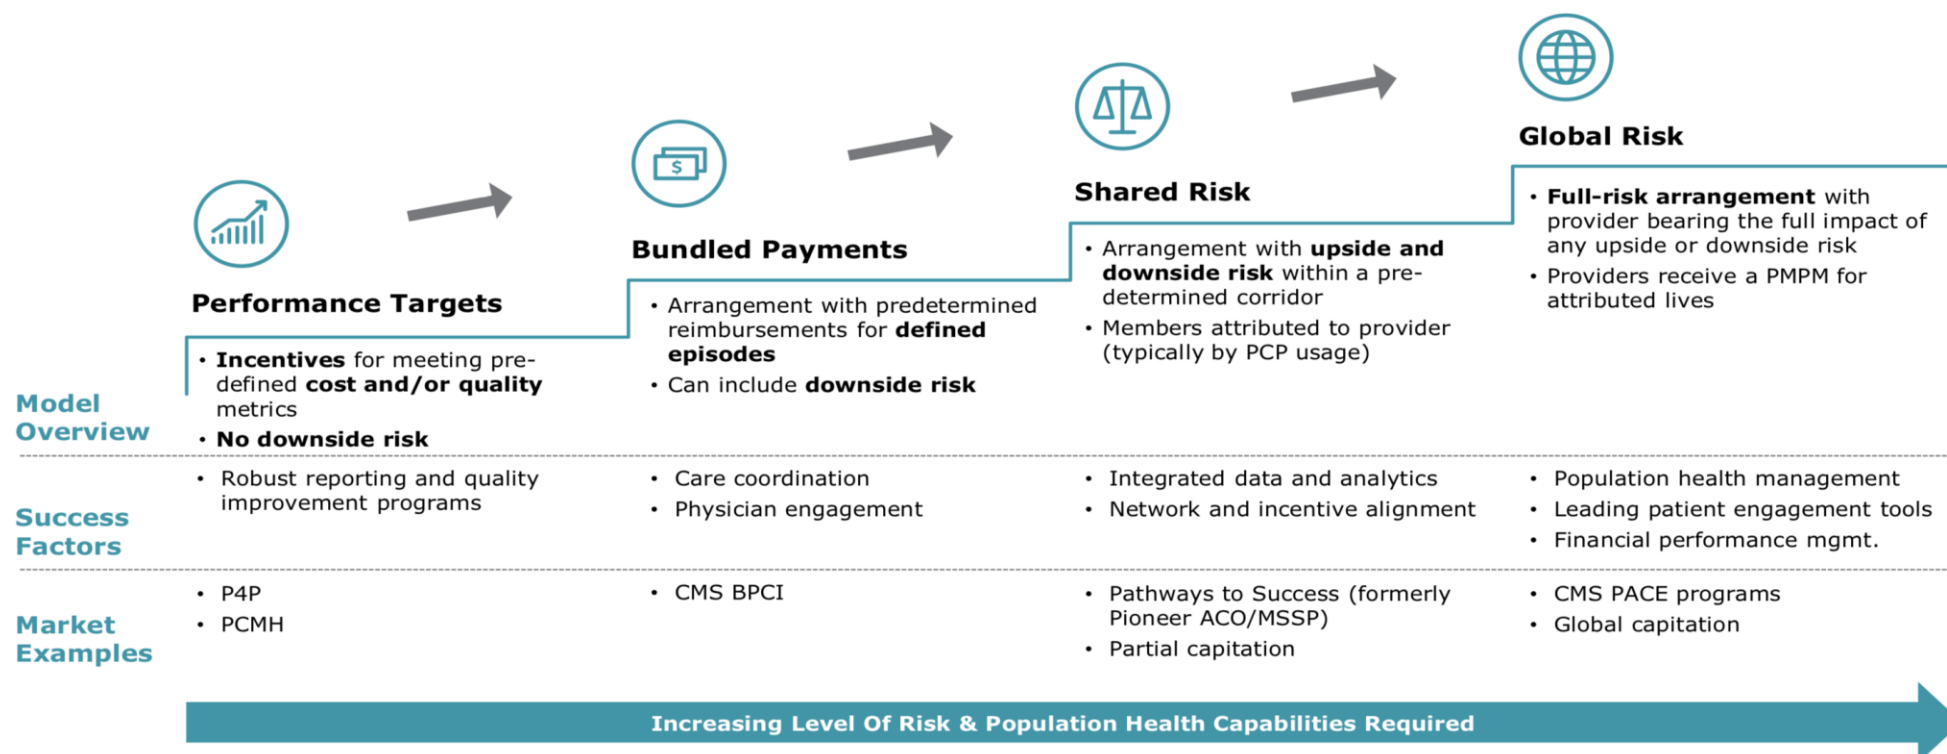 Performance Targets
• Incentives for meeting pre-
defined cost and/or quality
metrics
• No downside risk
$
Bundled Payments
• Arrangement with predetermined
reimbursements for defined
episodes
• Can include downside risk
Shared Risk
• Arrangement with upside and
downside risk within a pre-
determined corridor
• Members attributed to provider
(typically by PCP usage)
Global Risk
• Full-risk arrangement with
provider bearing the full impact of
any upside or downside risk
• Providers receive a PMPM for
attributed lives
Model
Overview
Success
Factors
• Robust reporting and quality
improvement programs
• Care coordination
• Physician engagement
• Integrated data and analytics
• Network and incentive alignment
• Population health management
• Leading patient engagement tools
• Financial performance mgmt.
Market
Examples
• P4P
• PCMH
• CMS BPCI
• Pathways to Success (formerly
Pioneer ACO/MSSP)
• Partial capitation
• CMS PACE programs
• Global capitation
Increasing Level Of Risk & Population Health Capabilities Required